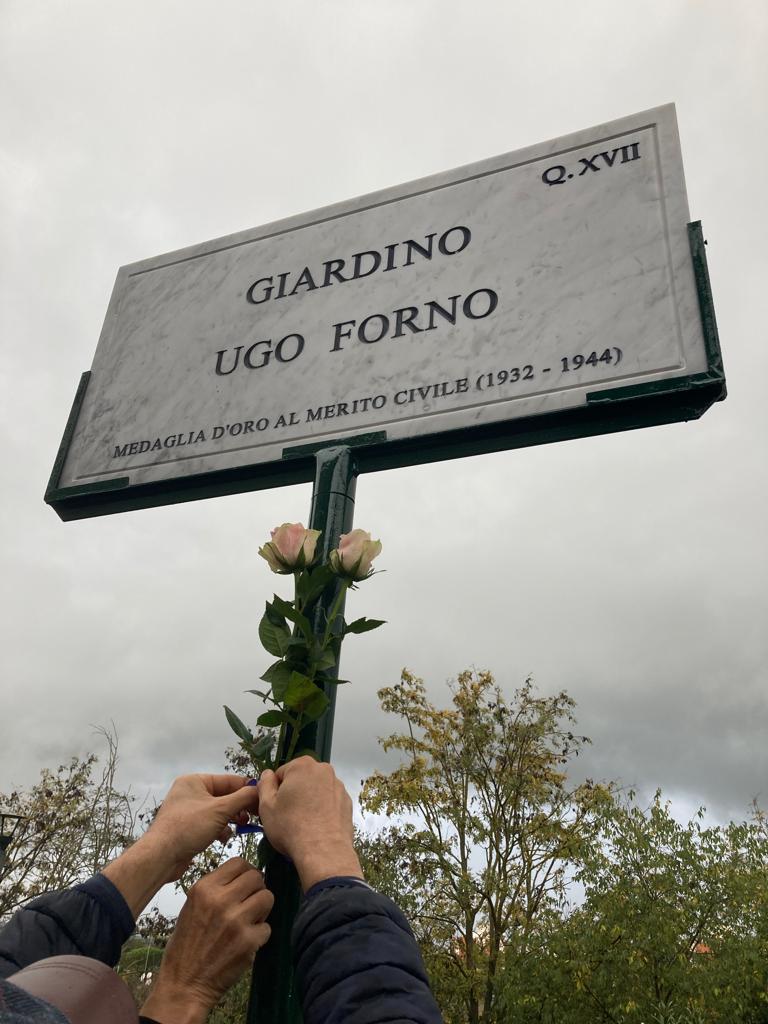 Q. XVII
GIARDINO
UGO FORNO
MEDAGLIA D'ORO AL MERITO CIVILE (1932 - 1944)